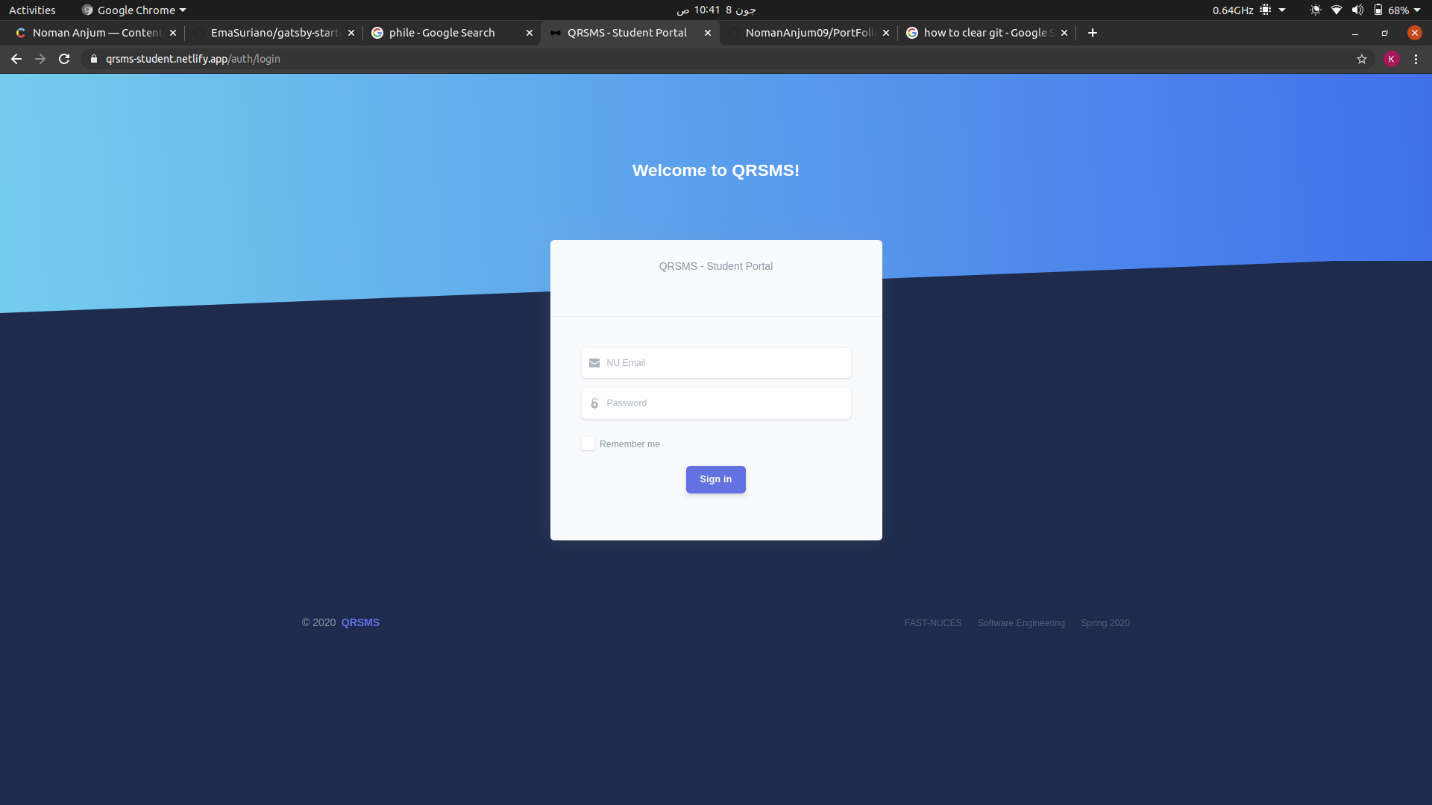 Activities Google Chrome جون 8 10:41 ص 0.64GHz 68%
Noman Anjum — Content EmaSuriano/gatsby-start phile - Google Search QRSMS - Student Portal NomanAnjum09/PortFoli how to clear git - Google S
qrsms-student.netlify.app/auth/login K
Welcome to QRSMS!
QRSMS - Student Portal
NU Email
Password
Remember me
Sign in
© 2020 QRSMS FAST-NUCES Software Engineering Spring 2020